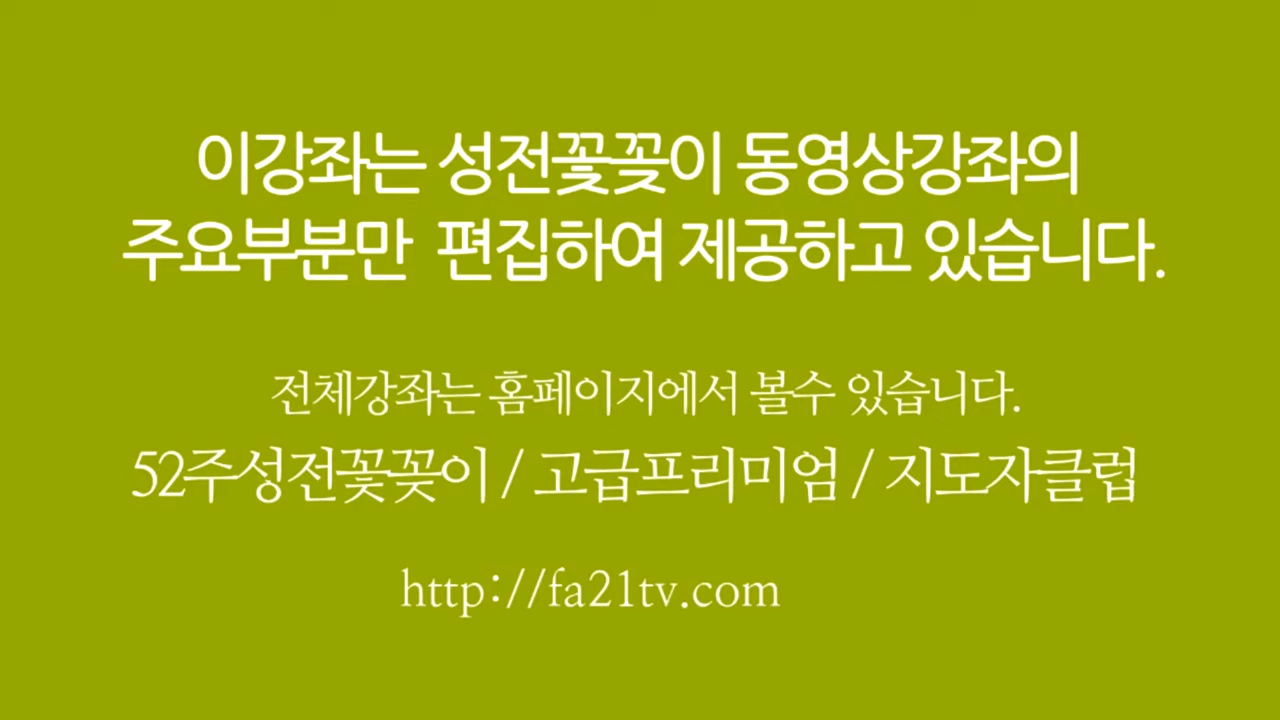 이강좌는 성전꽃꽂이 동영상강좌의
주요부분만 편집하여 제공하고 있습니다.
전체강좌는 홈페이지에서 볼수 있습니다.
52주성전꽃꽂이 / 고급프리미엄 / 지도자클럽
http://fa21tv.com